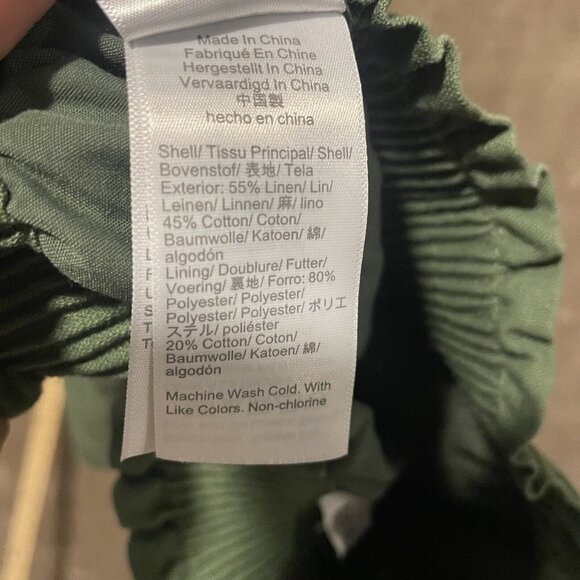 Made In China
Fabriqué En Chine
Hergestellt In China
Vervaardigd In China
中国製
hecho en china
Shell/ Tissu Principal/ Shell/
Bovenstof/ 表地/ Tela
Exterior: 55% Linen/ Lin/
Leinen/ Linnen/ 麻/ lino
45% Cotton/ Coton/
Baumwolle/ Katoen/ 綿/
algodón
Lining/ Doublure/ Futter/
Voering/ 裏地/ Forro: 80%
Polyester/ Polyester/
Polyester/ Polyester/ ポリエ
ステル/ poliéster
20% Cotton/ Coton/
Baumwolle/ Katoen/ 綿/
algodón
Machine Wash Cold. With
Like Colors. Non-chlorine